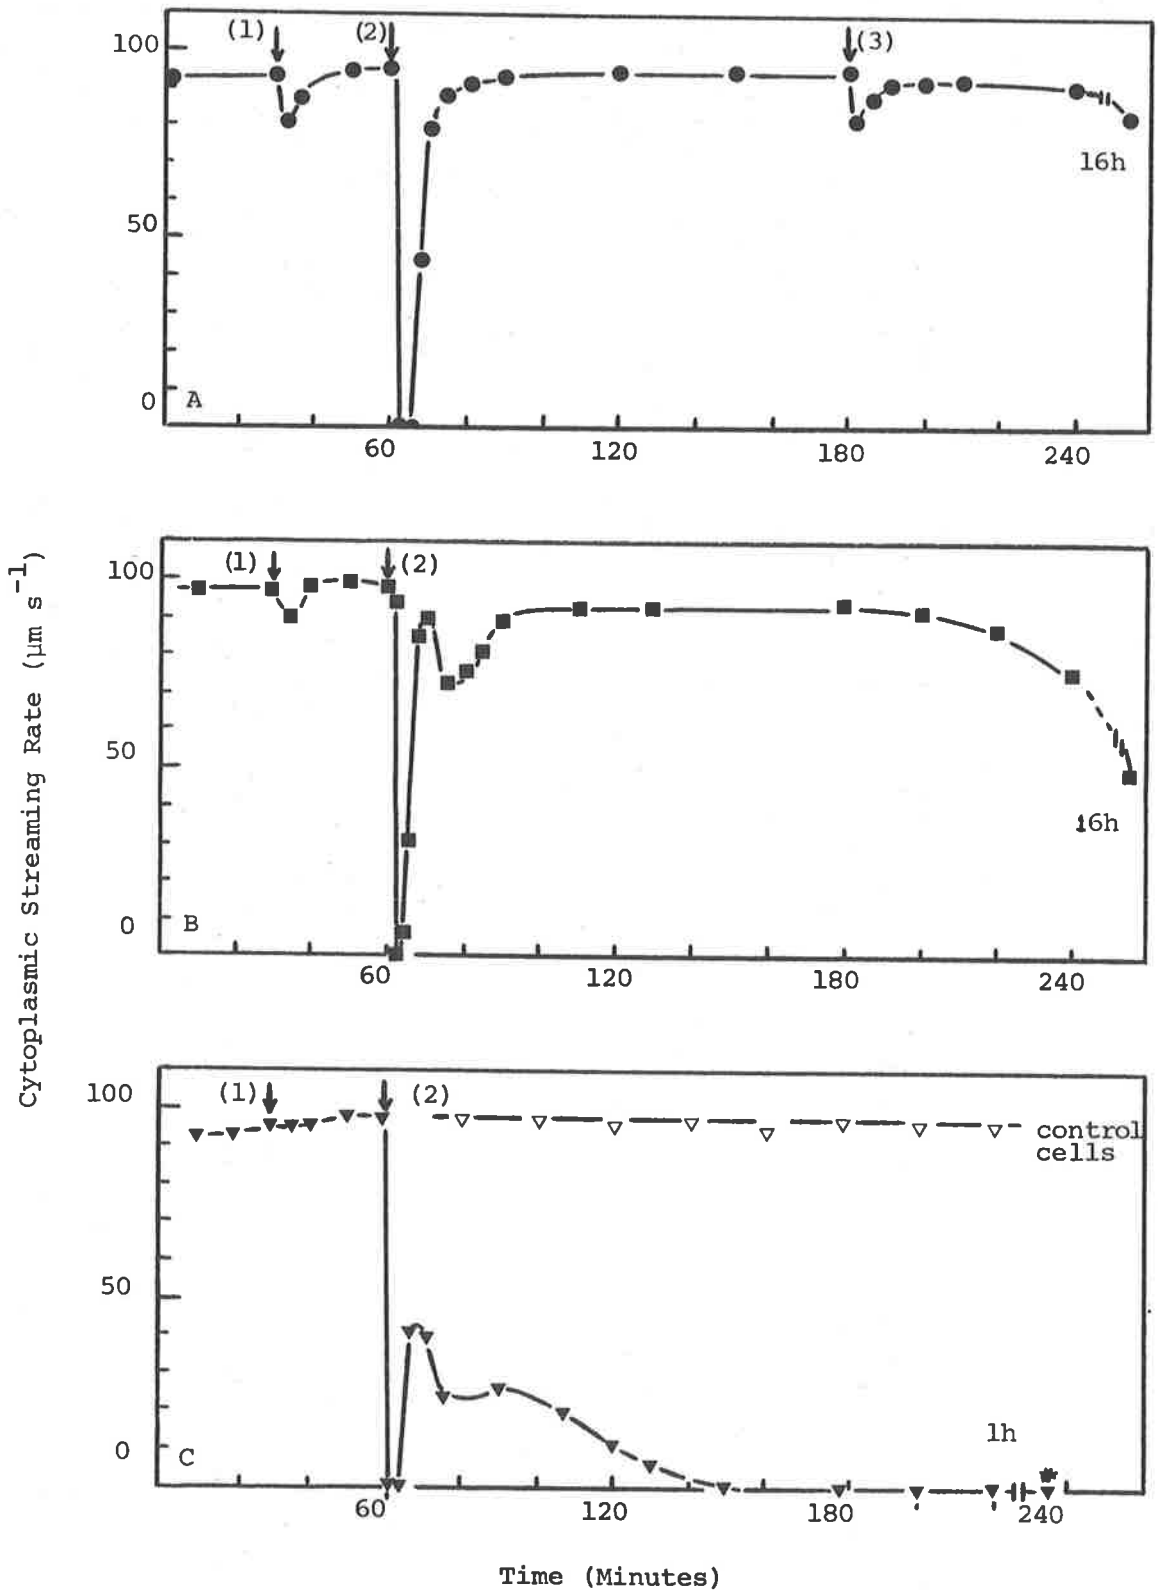 Cytoplasmic Streaming Rate (µm s⁻¹)
100
50
0
(1)
(2)
(3)
16h
A
60
120
180
240
100
50
0
(1)
(2)
16h
B
60
120
180
240
100
50
0
(1)
(2)
control
cells
1h
*
C
60
120
180
240
Time (Minutes)